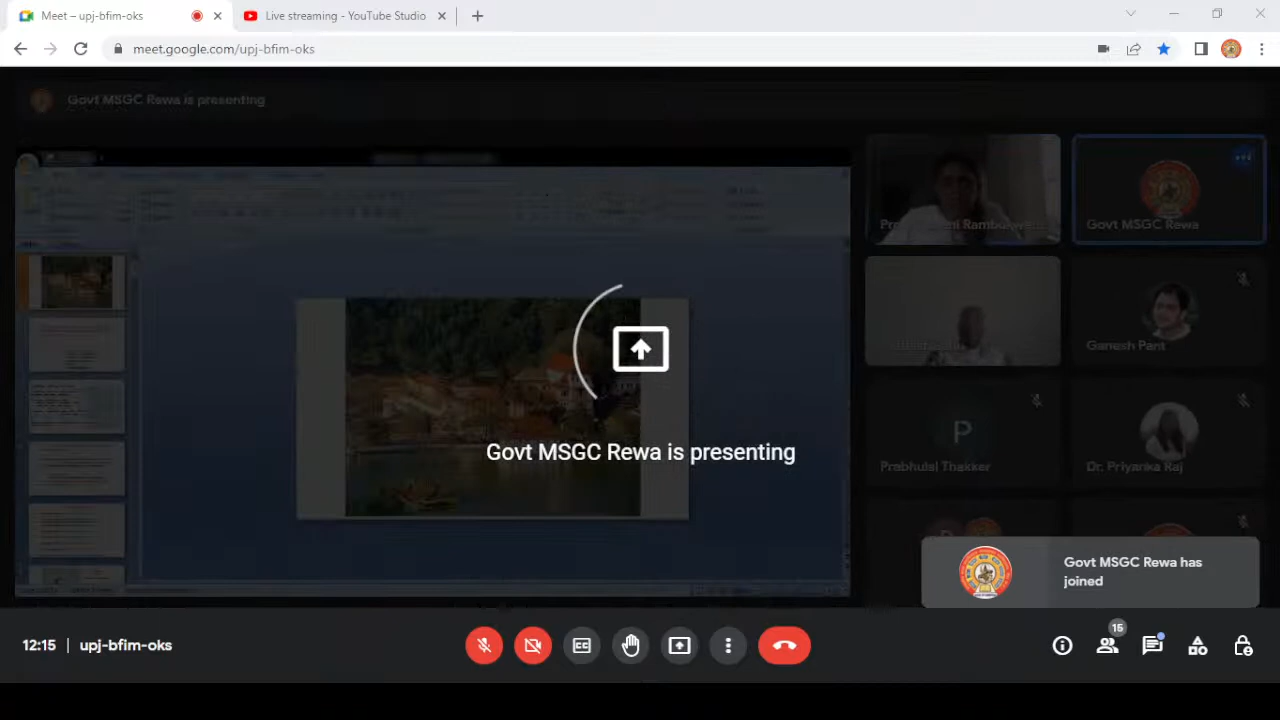 Meet – upj-bfim-oks
Live streaming - YouTube Studio
meet.google.com/upj-bfim-oks
Govt MSGC Rewa is presenting
Govt MSGC Rewa
Ganesh Pant
Govt MSGC Rewa is presenting
P
Prabhulal Thakker
Dr. Priyanka Raj
Govt MSGC Rewa has
joined
12:15 | upj-bfim-oks
CC
15